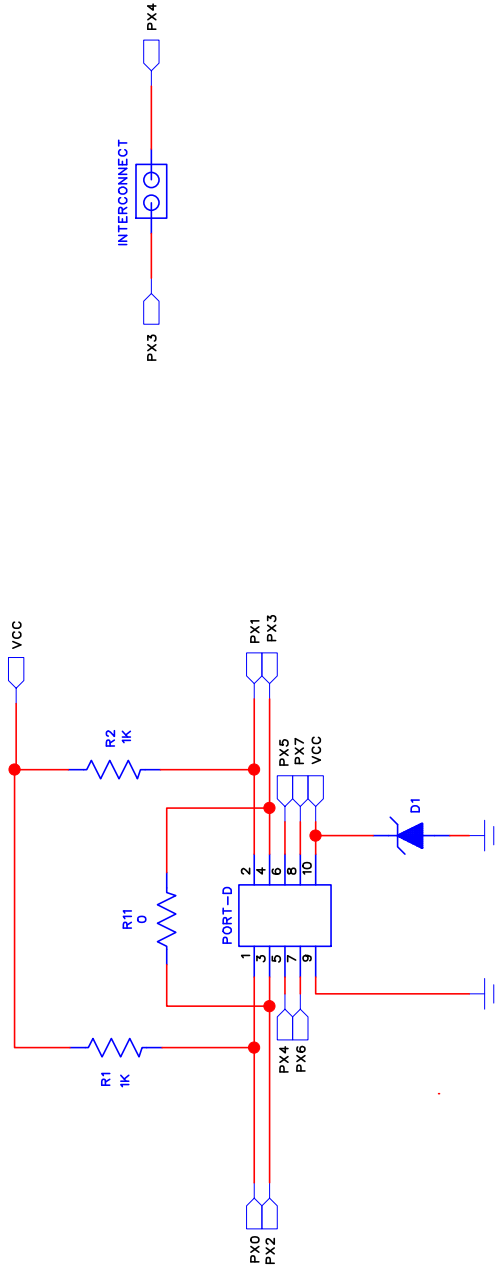 PX4
INTERCONNECT
PX3
VCC
R2
1K
PX1
PX3
R11
0
PORT-D
PX5
PX7
VCC
D1
2
4
6
8
10
1
3
5
7
9
R1
1K
PX4
PX6
PX0
PX2